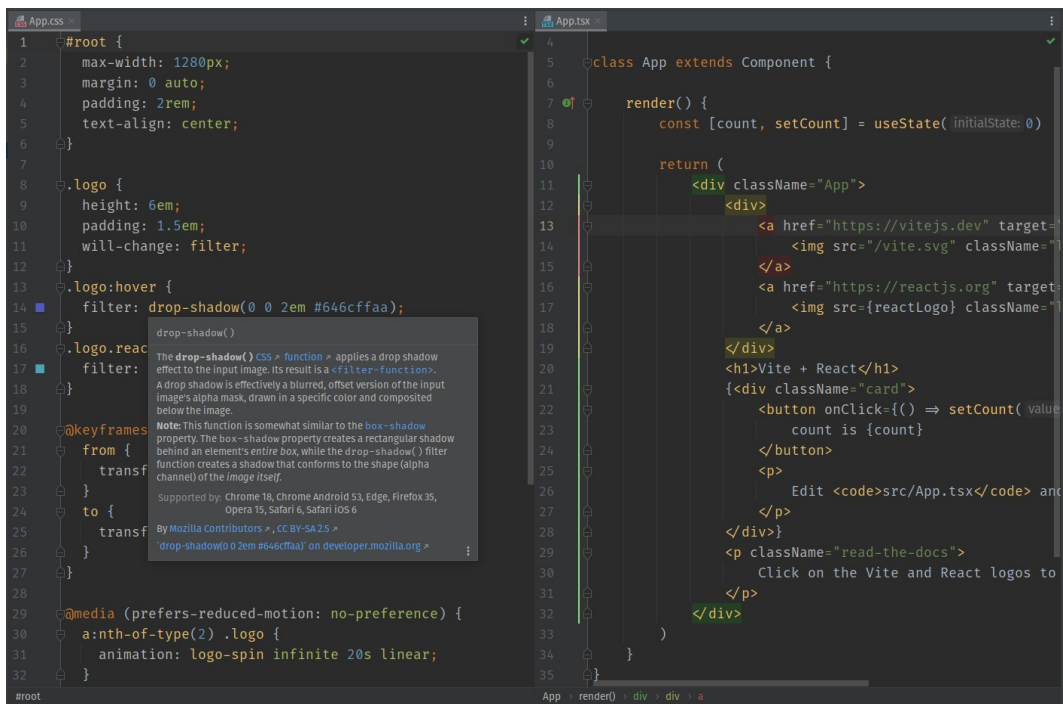 App.css
1 #root {
2 max-width: 1280px;
3 margin: 0 auto;
4 padding: 2rem;
5 text-align: center;
6 }
7
8 .logo {
9 height: 6em;
10 padding: 1.5em;
11 will-change: filter;
12 }
13 .logo:hover {
14 filter: drop-shadow(0 0 2em #646cffaa);
15 }
16 .logo.reac
17 filter:
18 }
19
20 @keyframes
21 from {
22 transf
23 }
24 to {
25 transf
26 }
27 }
28
29 @media (prefers-reduced-motion: no-preference) {
30 a:nth-of-type(2) .logo {
31 animation: logo-spin infinite 20s linear;
32 }
#root
drop-shadow()
The drop-shadow() CSS function applies a drop shadow
effect to the input image. Its result is a <filter-function>.
A drop shadow is effectively a blurred, offset version of the input
image's alpha mask, drawn in a specific color and composited
below the image.
Note: This function is somewhat similar to the box-shadow
property. The box-shadow property creates a rectangular shadow
behind an element's entire box, while the drop-shadow() filter
function creates a shadow that conforms to the shape (alpha
channel) of the image itself.
Supported by: Chrome 18, Chrome Android 53, Edge, Firefox 35,
Opera 15, Safari 6, Safari iOS 6
By Mozilla Contributors, CC BY-SA 2.5
`drop-shadow(0 0 2em #646cffaa)` on developer.mozilla.org
App.tsx
4
5 class App extends Component {
6
7 render() {
8 const [count, setCount] = useState( initialState: 0)
9
10 return (
11 <div className="App">
12 <div>
13 <a href="https://vitejs.dev" target="
14 <img src="/vite.svg" className="l
15 </a>
16 <a href="https://reactjs.org" target=
17 <img src={reactLogo} className="l
18 </a>
19 </div>
20 <h1>Vite + React</h1>
21 {<div className="card">
22 <button onClick={() ⇒ setCount( value
23 count is {count}
24 </button>
25 <p>
26 Edit <code>src/App.tsx</code> and
27 </p>
28 </div>}
29 <p className="read-the-docs">
30 Click on the Vite and React logos to
31 </p>
32 </div>
33 )
34 }
35 }
App › render() › div › div › a